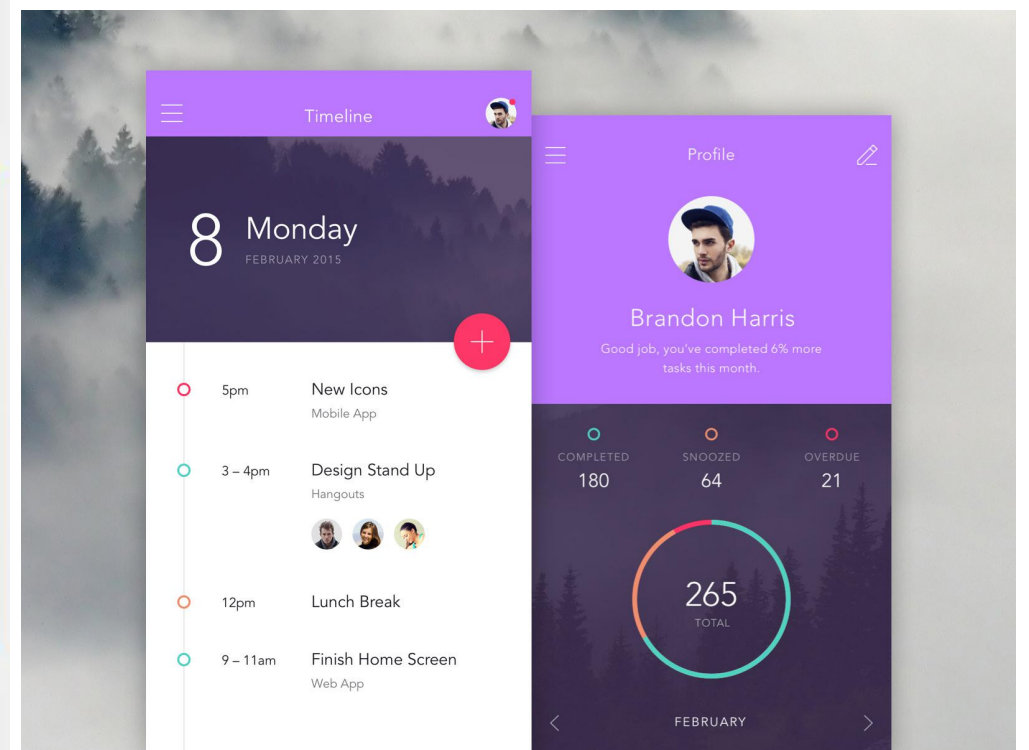 Timeline
8 Monday
FEBRUARY 2015
5pm New Icons
Mobile App
3 – 4pm Design Stand Up
Hangouts
12pm Lunch Break
9 – 11am Finish Home Screen
Web App
Profile
Brandon Harris
Good job, you’ve completed 6% more
tasks this month.
COMPLETED SNOOZED OVERDUE
180 64 21
265
TOTAL
FEBRUARY